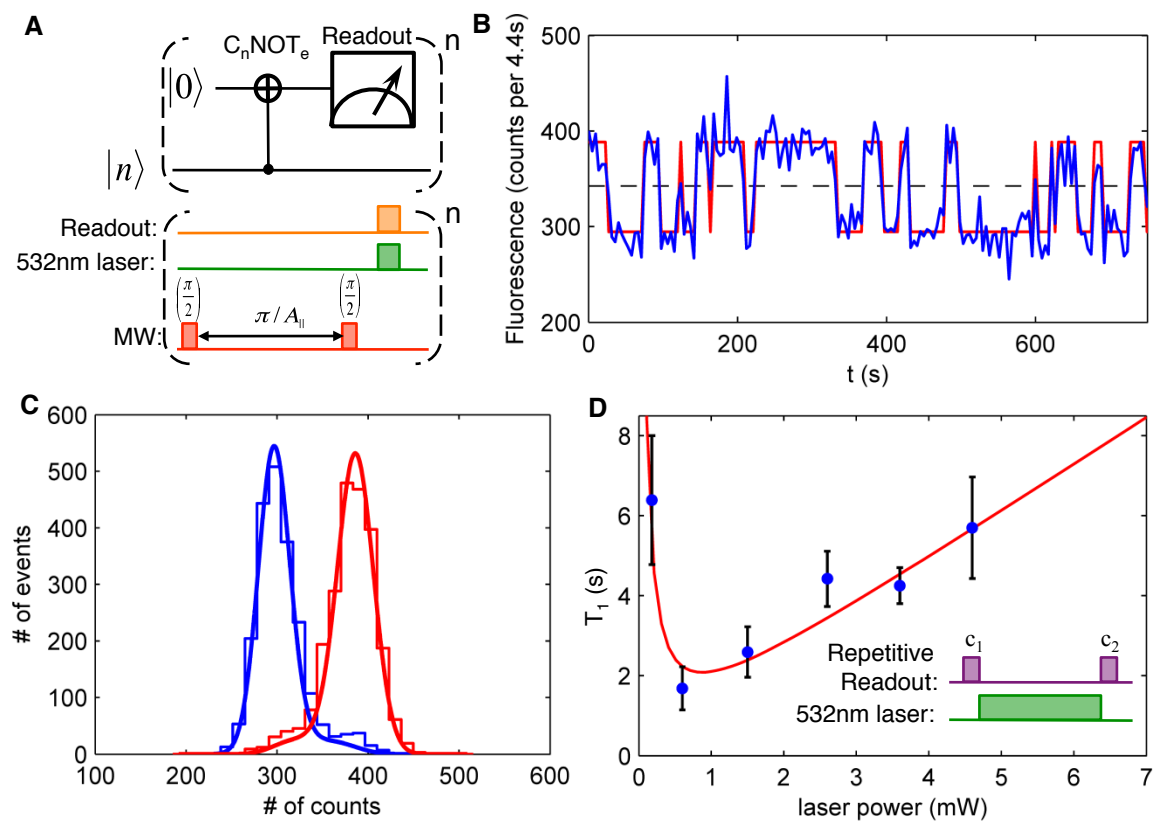 A
Readout
n
CₙNOTₑ
|0⟩
|n⟩
n
Readout:
532nm laser:
(π/2)
(π/2)
π / A||
MW:
B
500
400
300
200
Fluorescence (counts per 4.4s)
0
200
400
600
t (s)
C
600
500
400
300
200
100
0
# of events
100
200
300
400
500
600
# of counts
D
8
6
4
2
0
T₁ (s)
c₁
c₂
Repetitive
Readout:
532nm laser:
0
1
2
3
4
5
6
7
laser power (mW)